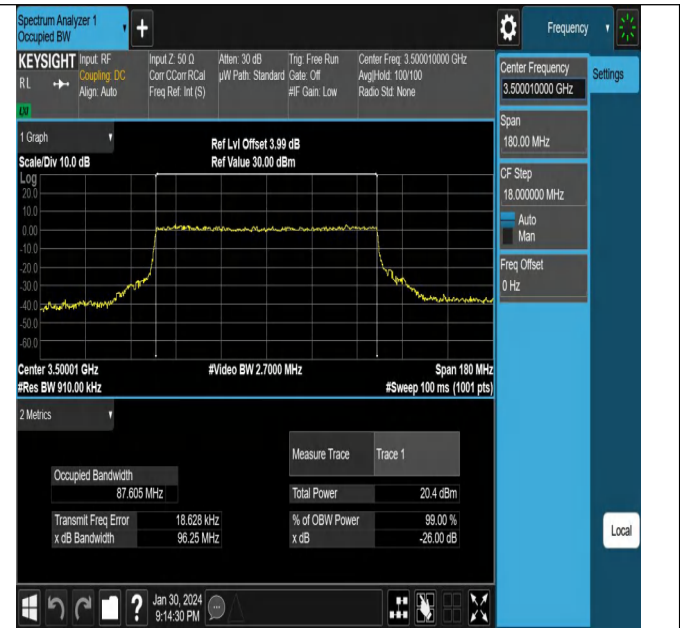 Spectrum Analyzer 1
Occupied BW
+
Frequency
KEYSIGHT
RL
Input: RF
Coupling: DC
Align: Auto
Input Z: 50 Ω
Corr CCorr RCal
Freq Ref: Int (S)
Atten: 30 dB
µW Path: Standard
Trig: Free Run
Gate: Off
#IF Gain: Low
Center Freq: 3.500010000 GHz
Avg|Hold: 100/100
Radio Std: None
Center Frequency
3.500010000 GHz
Settings
Span
180.00 MHz
CF Step
18.000000 MHz
Auto
Man
Freq Offset
0 Hz
1 Graph
Scale/Div 10.0 dB
Ref Lvl Offset 3.99 dB
Ref Value 30.00 dBm
Log
20.0
10.0
0.00
-10.0
-20.0
-30.0
-40.0
-50.0
-60.0
Center 3.50001 GHz
#Video BW 2.7000 MHz
Span 180 MHz
#Res BW 910.00 kHz
#Sweep 100 ms (1001 pts)
2 Metrics
Measure Trace
Trace 1
Occupied Bandwidth
87.605 MHz
Total Power
20.4 dBm
Transmit Freq Error
18.628 kHz
% of OBW Power
99.00 %
x dB Bandwidth
96.25 MHz
x dB
-26.00 dB
Local
?
Jan 30, 2024
9:14:30 PM